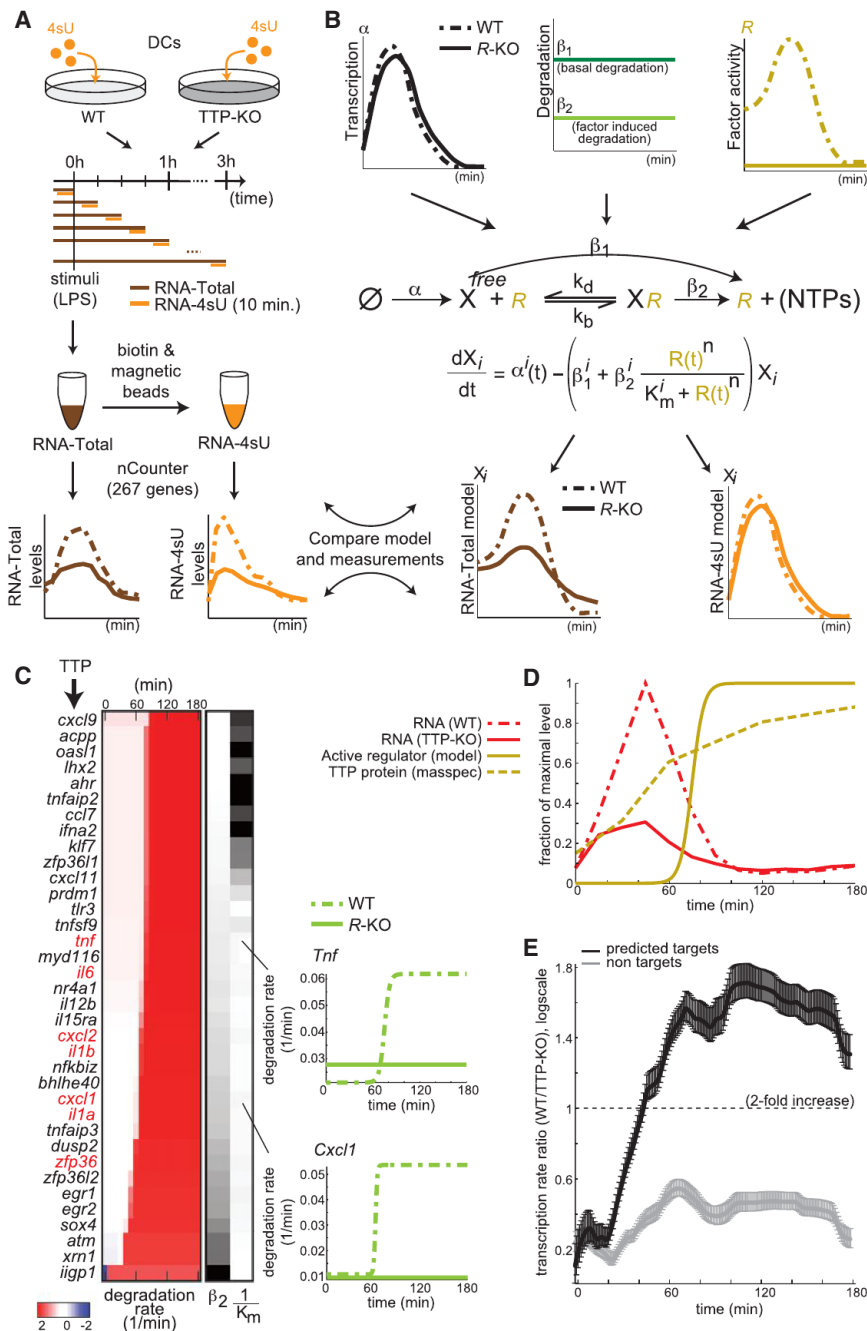 A
4sU
DCs
4sU
WT
TTP-KO
0h
1h
3h
(time)
stimuli
(LPS)
RNA-Total
RNA-4sU (10 min.)
biotin &
magnetic
beads
RNA-Total
RNA-4sU
nCounter
(267 genes)
RNA-Total
levels
(min)
RNA-4sU
levels
(min)
Compare model
and measurements
B
α
Transcription
(min)
WT
R-KO
Degradation
β1
(basal degradation)
β2
(factor induced
degradation)
(min)
R
Factor activity
(min)
β1
∅ α X free + R kd kb XR β2 R + (NTPs)
dXi/dt = α^i(t) − (β1^i + β2^i R(t)^n / (Km^i + R(t)^n)) Xi
Xi
RNA-Total model
WT
R-KO
(min)
Xi
RNA-4sU model
(min)
C
TTP
(min)
0 60 120 180
cxcl9
acpp
oasl1
lhx2
ahr
tnfaip2
ccl7
ifna2
klf7
zfp36l1
cxcl11
prdm1
tlr3
tnfsf9
tnf
myd116
il6
nr4a1
il12b
il15ra
cxcl2
il1b
nfkbiz
bhlhe40
cxcl1
il1a
tnfaip3
dusp2
zfp36
zfp36l2
egr1
egr2
sox4
atm
xrn1
iigp1
2 0 -2
degradation
rate
(1/min)
β2 1/Km
WT
R-KO
Tnf
degradation rate
(1/min)
0.06
0.05
0.04
0.03
0 60 120 180
time (min)
Cxcl1
degradation rate
(1/min)
0.05
0.04
0.03
0.02
0.01
0 60 120 180
time (min)
D
RNA (WT)
RNA (TTP-KO)
Active regulator (model)
TTP protein (masspec)
fraction of maximal level
1
0.8
0.6
0.4
0.2
0
0 60 120 180
time (min)
E
predicted targets
non targets
transcription rate ratio (WT/TTP-KO), logscale
1.8
1.4
1
0.6
0.2
(2-fold increase)
0 60 120 180
time (min)